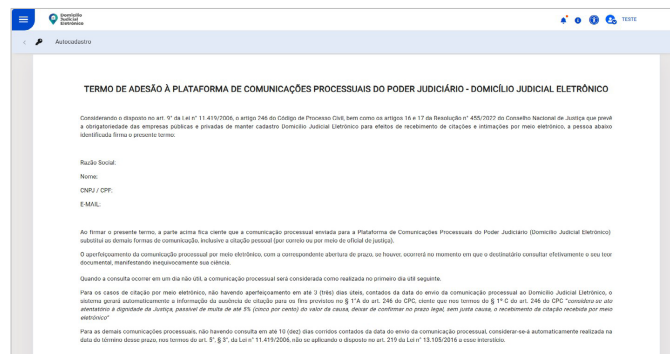 Domicílio
Judicial
Eletrônico
TESTE
Autocadastro
TERMO DE ADESÃO À PLATAFORMA DE COMUNICAÇÕES PROCESSUAIS DO PODER JUDICIÁRIO - DOMICÍLIO JUDICIAL ELETRÔNICO
Considerando o disposto no art. 9° da Lei n° 11.419/2006, o artigo 246 do Código de Processo Civil, bem como os artigos 16 e 17 da Resolução n° 455/2022 do Conselho Nacional de Justiça que prevê
a obrigatoriedade das empresas públicas e privadas de manter cadastro Domicílio Judicial Eletrônico para efeitos de recebimento de citações e intimações por meio eletrônico, a pessoa abaixo
identificada firma o presente termo:
Razão Social:
Nome:
CNPJ / CPF:
E-MAIL:
Ao firmar o presente termo, a parte acima fica ciente que a comunicação processual enviada para a Plataforma de Comunicações Processuais do Poder Judiciário (Domicílio Judicial Eletrônico)
substitui as demais formas de comunicação, inclusive a citação pessoal (por correio ou por meio de oficial de justiça).
O aperfeiçoamento da comunicação processual por meio eletrônico, com a correspondente abertura de prazo, se houver, ocorrerá no momento em que o destinatário consultar efetivamente o seu teor
documental, manifestando inequivocamente sua ciência.
Quando a consulta ocorrer em um dia não útil, a comunicação processual será considerada como realizada no primeiro dia útil seguinte.
Para os casos de citação por meio eletrônico, não havendo aperfeiçoamento em até 3 (três) dias úteis, contados da data do envio da comunicação processual ao Domicílio Judicial Eletrônico, o
sistema gerará automaticamente a informação da ausência de citação para os fins previstos no § 1°A do art. 246 do CPC, ciente que nos termos do § 1° C do art. 246 do CPC "considera-se ato
atentatório à dignidade da Justiça, passível de multa de até 5% (cinco por cento) do valor da causa, deixar de confirmar no prazo legal, sem justa causa, o recebimento da citação recebida por meio
eletrônico"
Para as demais comunicações processuais, não havendo consulta em até 10 (dez) dias corridos contados da data do envio da comunicação processual, considerar-se-á automaticamente realizada na
data do término desse prazo, nos termos do art. 5°, § 3°, da Lei n° 11.419/2006, não se aplicando o disposto no art. 219 da Lei n° 13.105/2016 a esse interstício.